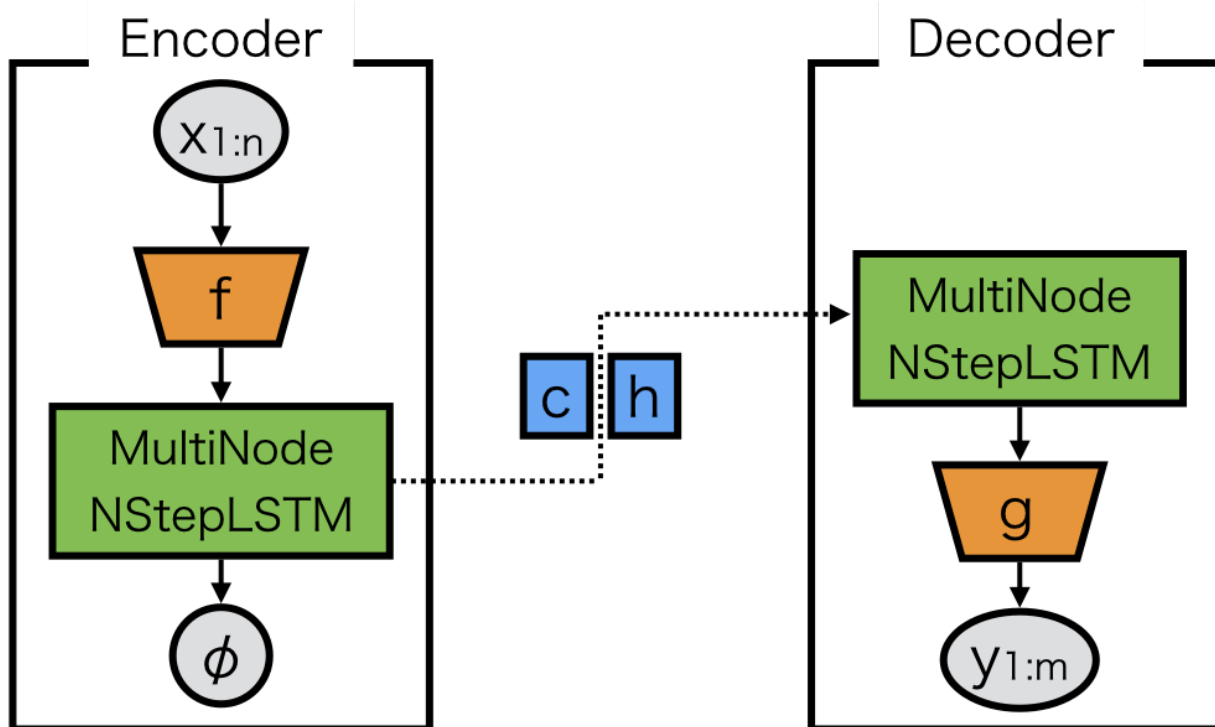 Encoder
x1:n
f
MultiNode
NStepLSTM
ϕ
c
h
Decoder
MultiNode
NStepLSTM
g
y1:m